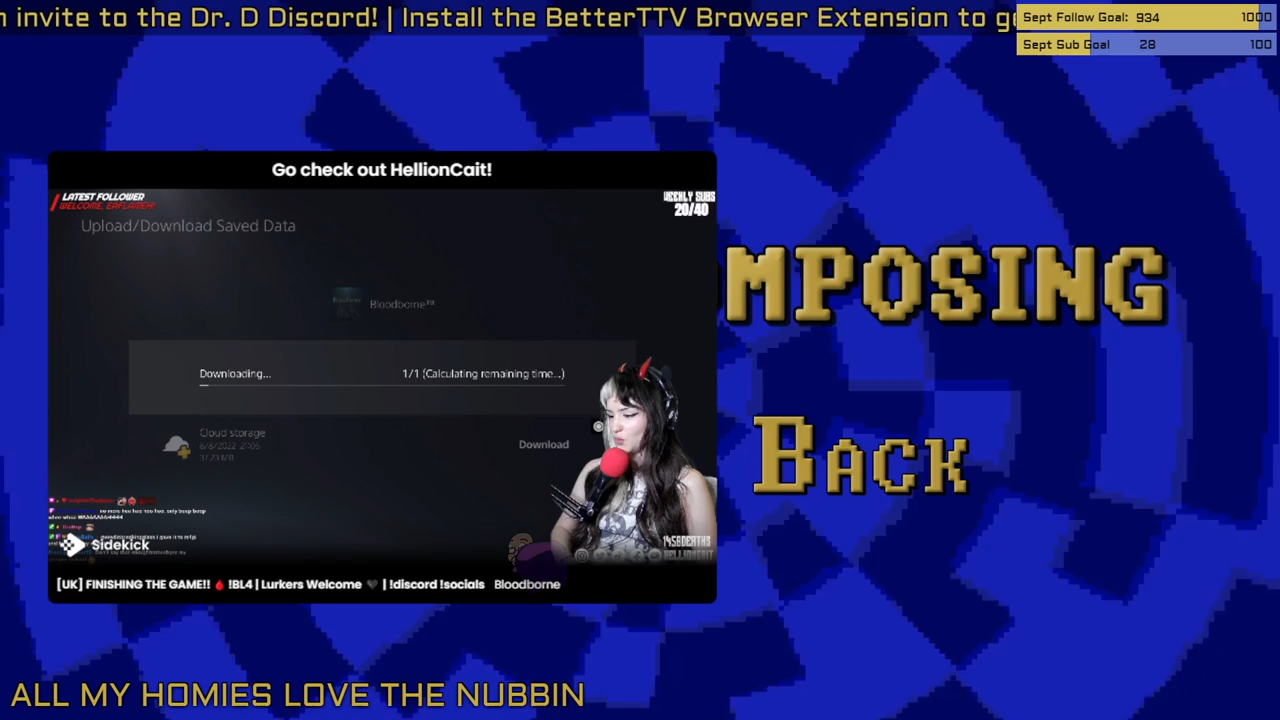 n invite to the Dr. D Discord! | Install the BetterTTV Browser Extension to ge
Sept Follow Goal: 934 1000
Sept Sub Goal 28 100
Go check out HellionCait!
LATEST FOLLOWER
WEEKLY SUBS
20/40
Upload/Download Saved Data
Bloodborne™
OMPOSING
Downloading... 1/1 (Calculating remaining time...)
Cloud storage
Download
BACK
Sidekick
[UK] FINISHING THE GAME!! !BL4 | Lurkers Welcome | !discord !socials Bloodborne
ALL MY HOMIES LOVE THE NUBBIN